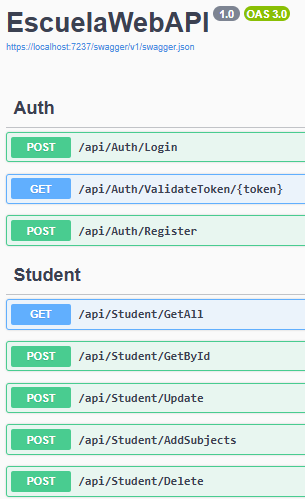 EscuelaWebAPI 1.0 OAS 3.0
https://localhost:7237/swagger/v1/swagger.json
Auth
POST /api/Auth/Login
GET /api/Auth/ValidateToken/{token}
POST /api/Auth/Register
Student
GET /api/Student/GetAll
POST /api/Student/GetById
POST /api/Student/Update
POST /api/Student/AddSubjects
POST /api/Student/Delete